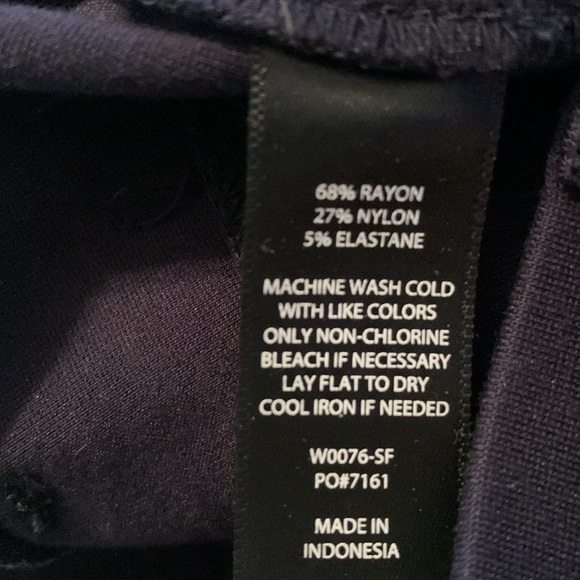 68% RAYON
27% NYLON
5% ELASTANE
MACHINE WASH COLD
WITH LIKE COLORS
ONLY NON-CHLORINE
BLEACH IF NECESSARY
LAY FLAT TO DRY
COOL IRON IF NEEDED
W0076-SF
PO#7161
MADE IN
INDONESIA